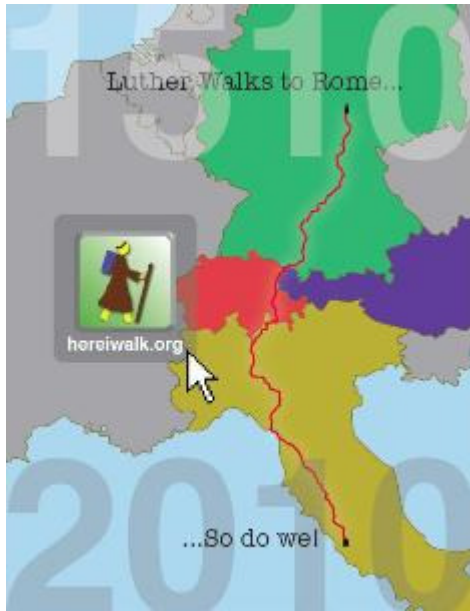 1510
Luther Walks to Rome...
hereiwalk.org
2010
...So do we!